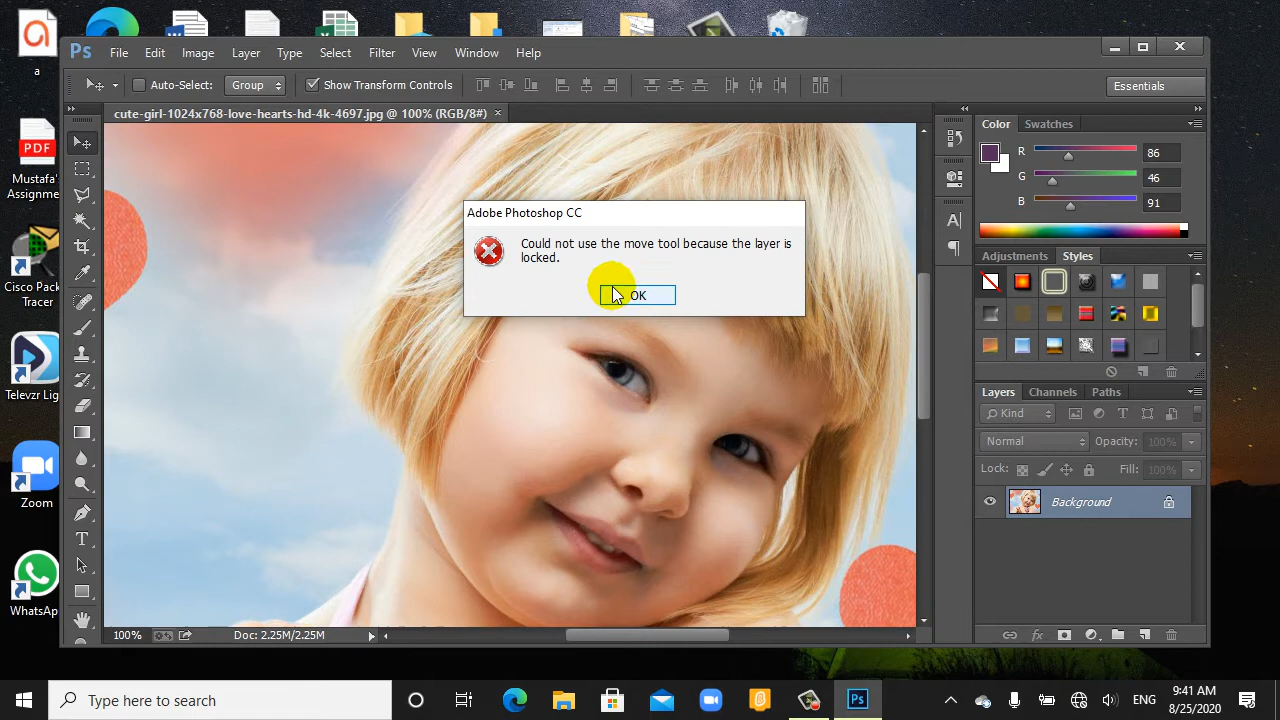 a
PDF
Mustafa'
Assignme
Cisco Pack
Tracer
Televzr Lig
Zoom
WhatsAp
Ps
File Edit Image Layer Type Select Filter View Window Help
Auto-Select: Group Show Transform Controls Essentials
cute-girl-1024x768-love-hearts-hd-4k-4697.jpg @ 100% (RGB/8#) ×
Adobe Photoshop CC
Could not use the move tool because the layer is
locked.
OK
Color Swatches
R 86
G 46
B 91
Adjustments Styles
Layers Channels Paths
Kind
Normal Opacity: 100%
Lock: Fill: 100%
Background
100% Doc: 2.25M/2.25M
Type here to search
Ps
ENG
9:41 AM
8/25/2020